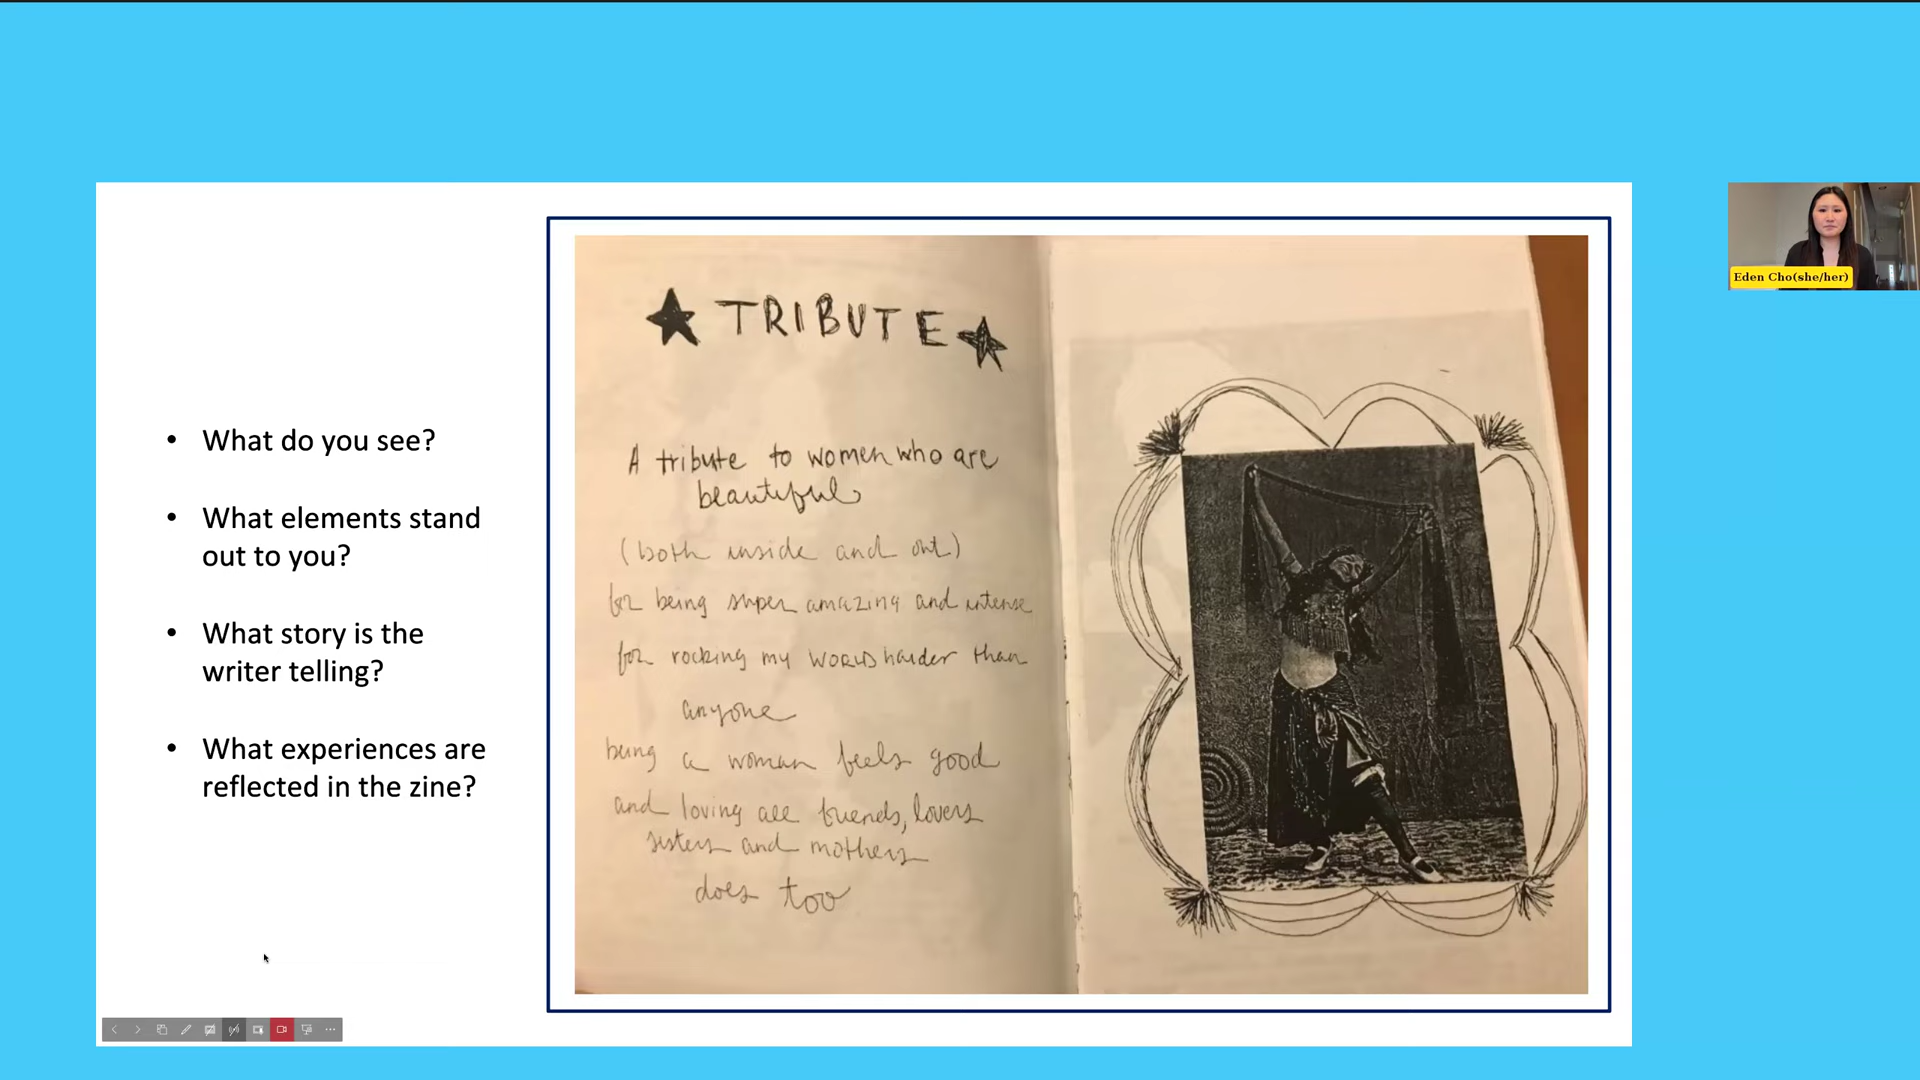 What do you see?
What elements stand
out to you?
What story is the
writer telling?
What experiences are
reflected in the zine?
TRIBUTE
A tribute to women who are
beautiful
(both inside and out)
for being super amazing and intense
for rocking my WORLD harder than
anyone
being a woman feels good
and loving all friends, lovers
sisters and mothers
does too
Eden Cho(she/her)